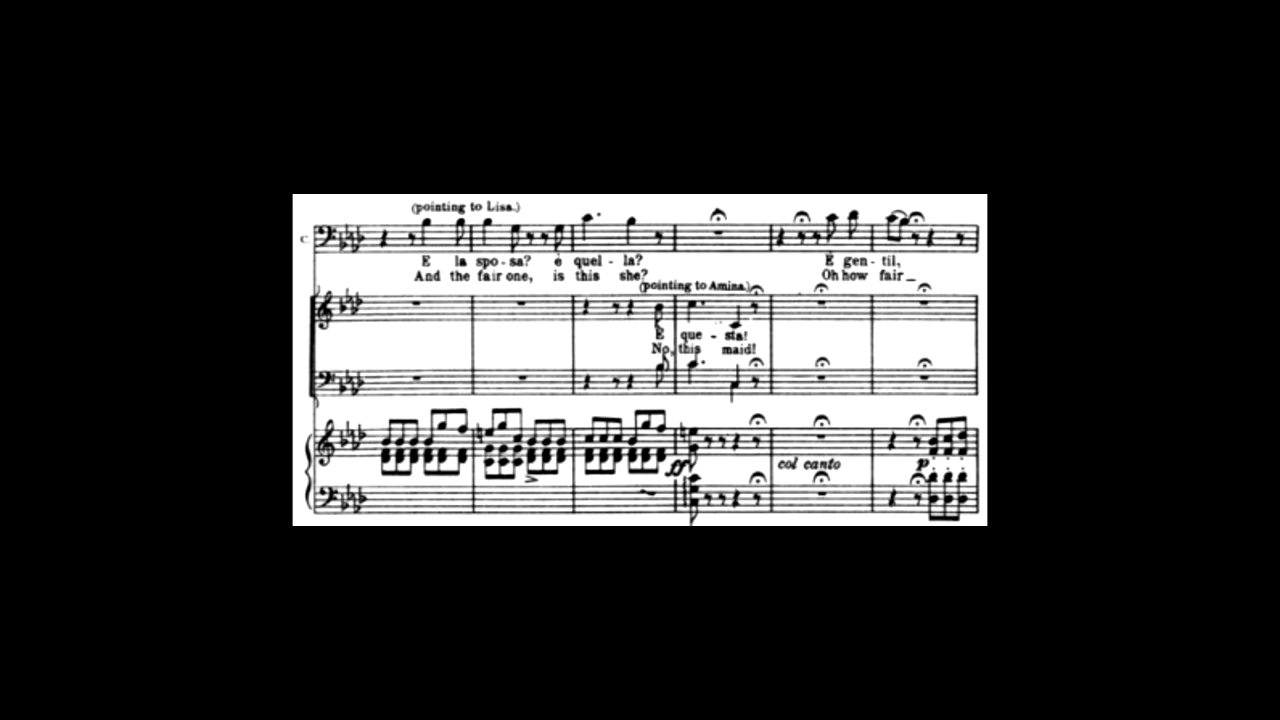 (pointing to Lisa.)
C.
E la spo - sa? è quel - la? È gen - til,
And the fair one, is this she? Oh how fair_
(pointing to Amina.)
È que - sta!
No, this maid!
ff col canto p